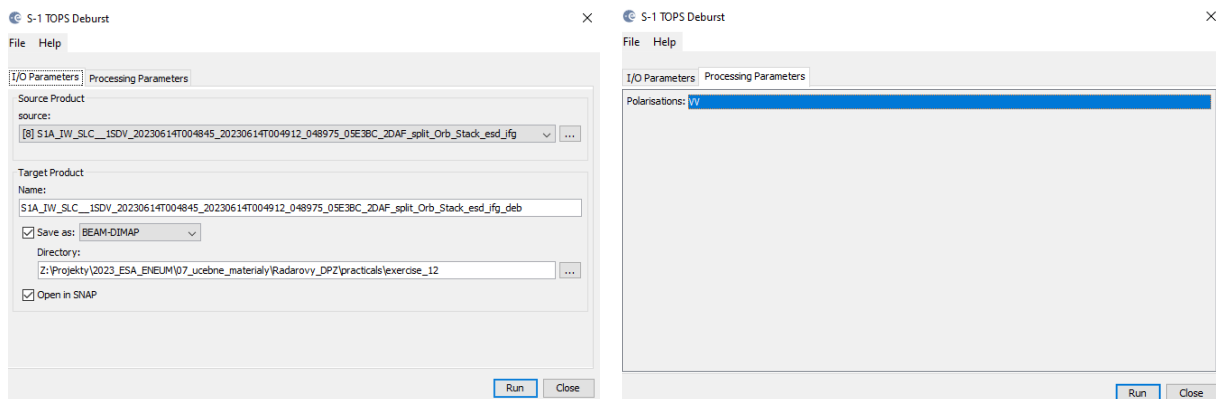 S-1 TOPS Deburst
File Help
I/O Parameters Processing Parameters
Source Product
source:
[8] S1A_IW_SLC__1SDV_20230614T004845_20230614T004912_048975_05E3BC_2DAF_split_Orb_Stack_esd_ifg
...
Target Product
Name:
S1A_IW_SLC__1SDV_20230614T004845_20230614T004912_048975_05E3BC_2DAF_split_Orb_Stack_esd_ifg_deb
Save as: BEAM-DIMAP
Directory:
Z:\Projekty\2023_ESA_ENEUM\07_ucebne_materialy\Radarovy_DPZ\practicals\exercise_12
...
Open in SNAP
Run Close
S-1 TOPS Deburst
File Help
I/O Parameters Processing Parameters
Polarisations: VV
Run Close